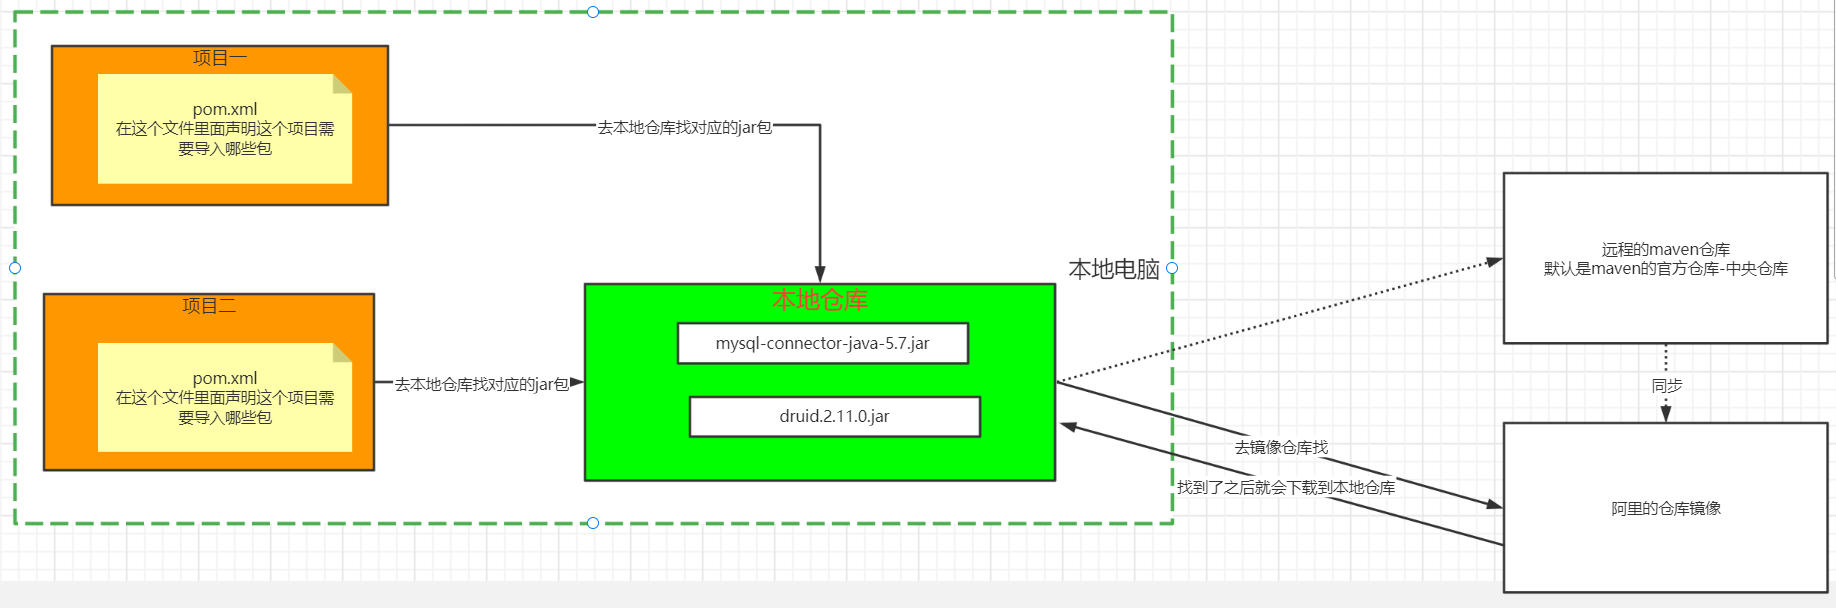 项目一
pom.xml
在这个文件里面声明这个项目需
要导入哪些包
去本地仓库找对应的jar包
项目二
pom.xml
在这个文件里面声明这个项目需
要导入哪些包
去本地仓库找对应的jar包
本地电脑
本地仓库
mysql-connector-java-5.7.jar
druid.2.11.0.jar
远程的maven仓库
默认是maven的官方仓库-中央仓库
同步
去镜像仓库找
找到了之后就会下载到本地仓库
阿里的仓库镜像